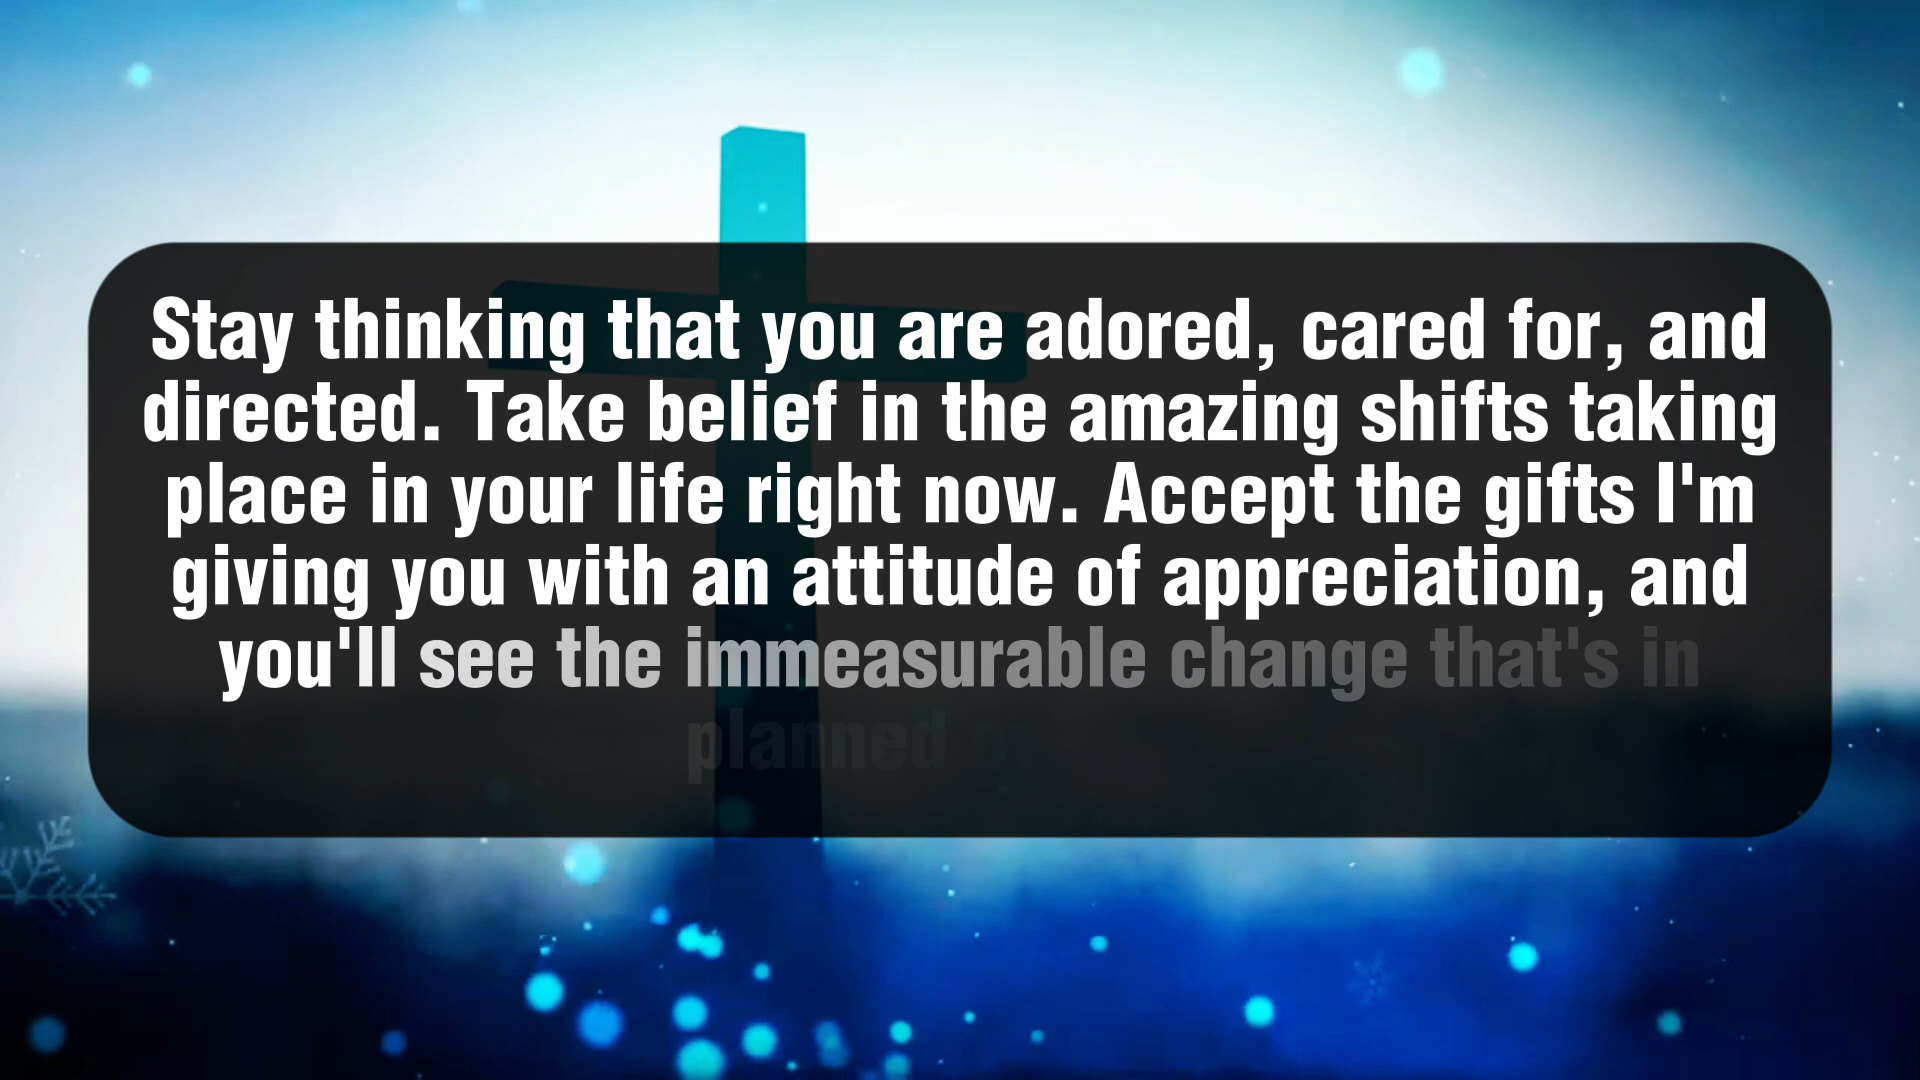 Stay thinking that you are adored, cared for, and
directed. Take belief in the amazing shifts taking
place in your life right now. Accept the gifts I'm
giving you with an attitude of appreciation, and
you'll see the immeasurable change that's in
planned